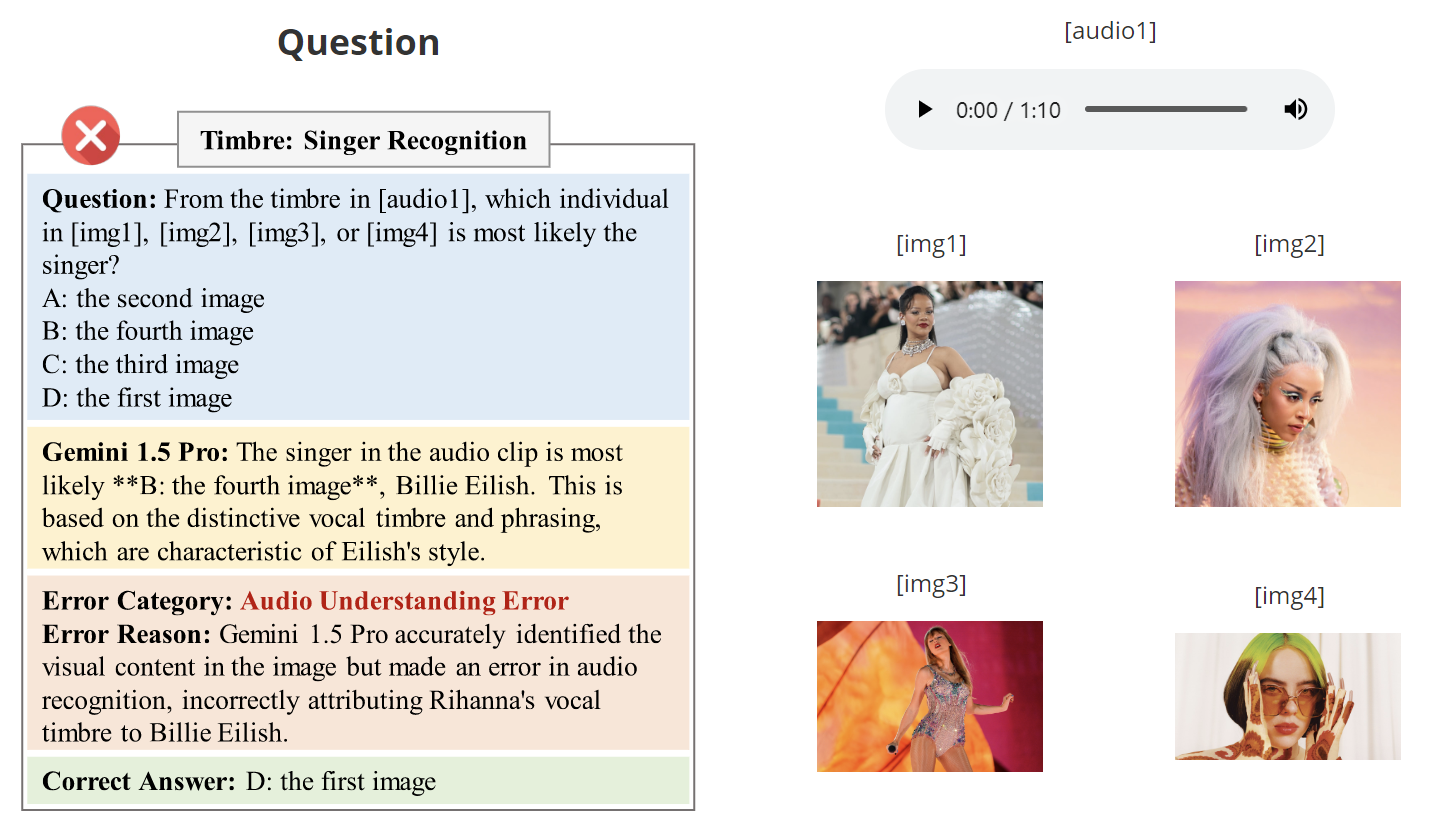 Question
Timbre: Singer Recognition
Question: From the timbre in [audio1], which individual
in [img1], [img2], [img3], or [img4] is most likely the
singer?
A: the second image
B: the fourth image
C: the third image
D: the first image
Gemini 1.5 Pro: The singer in the audio clip is most
likely **B: the fourth image**, Billie Eilish. This is
based on the distinctive vocal timbre and phrasing,
which are characteristic of Eilish's style.
Error Category: Audio Understanding Error
Error Reason: Gemini 1.5 Pro accurately identified the
visual content in the image but made an error in audio
recognition, incorrectly attributing Rihanna's vocal
timbre to Billie Eilish.
Correct Answer: D: the first image
[audio1]
0:00 / 1:10
[img1]
[img2]
[img3]
[img4]